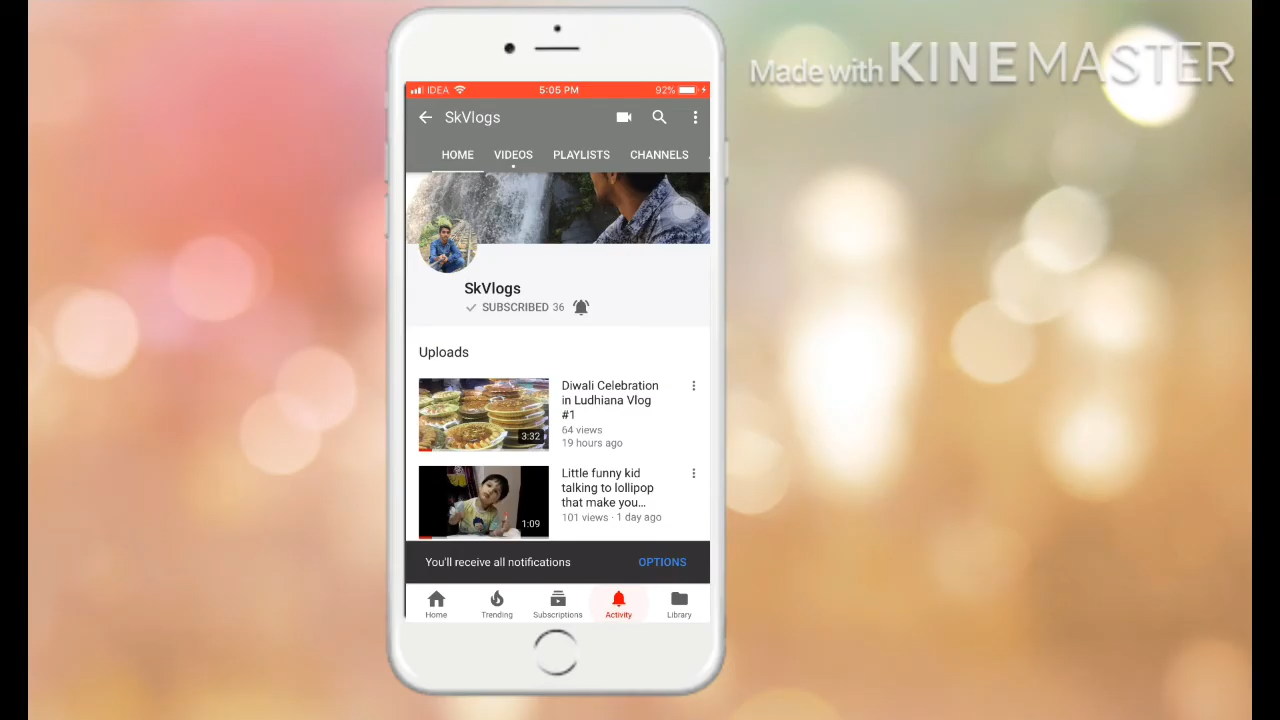 Made with KINEMASTER
IDEA 5:05 PM 92%
SkVlogs
HOME VIDEOS PLAYLISTS CHANNELS
SkVlogs
SUBSCRIBED 36
Uploads
Diwali Celebration
in Ludhiana Vlog
#1
64 views
19 hours ago
3:32
Little funny kid
talking to lollipop
that make you...
101 views · 1 day ago
1:09
You'll receive all notifications OPTIONS
Home Trending Subscriptions Activity Library